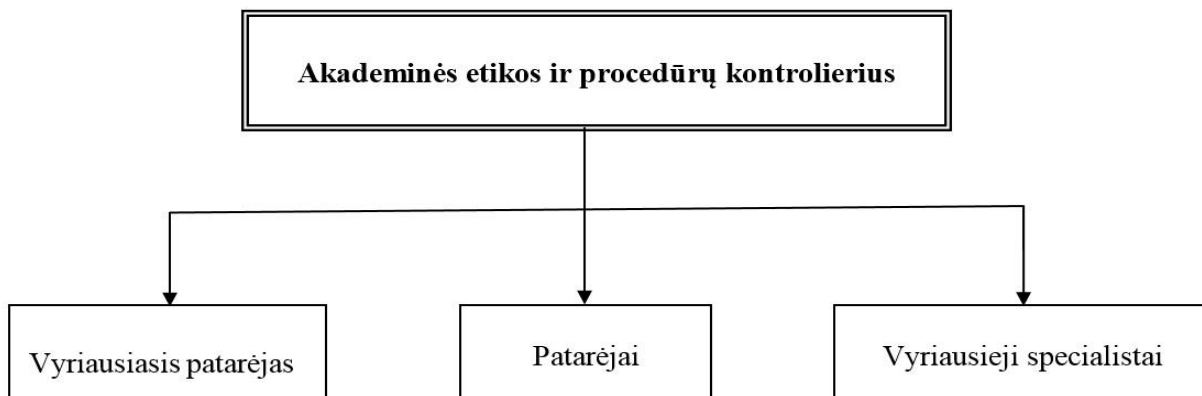 Akademinės etikos ir procedūrų kontrolierius
Vyriausiasis patarėjas
Patarėjai
Vyriausieji specialistai